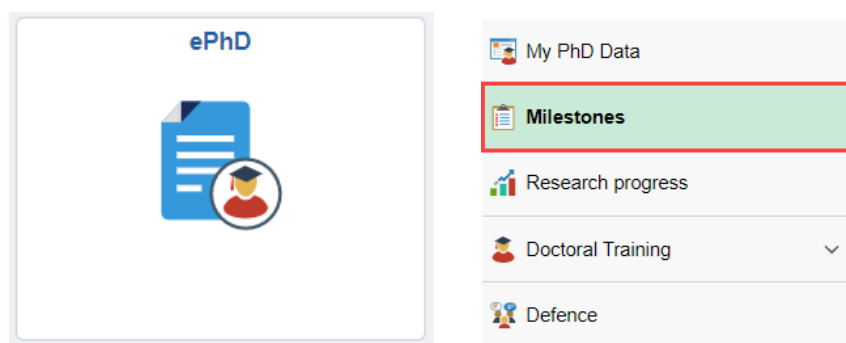 ePhD
My PhD Data
Milestones
Research progress
Doctoral Training
Defence